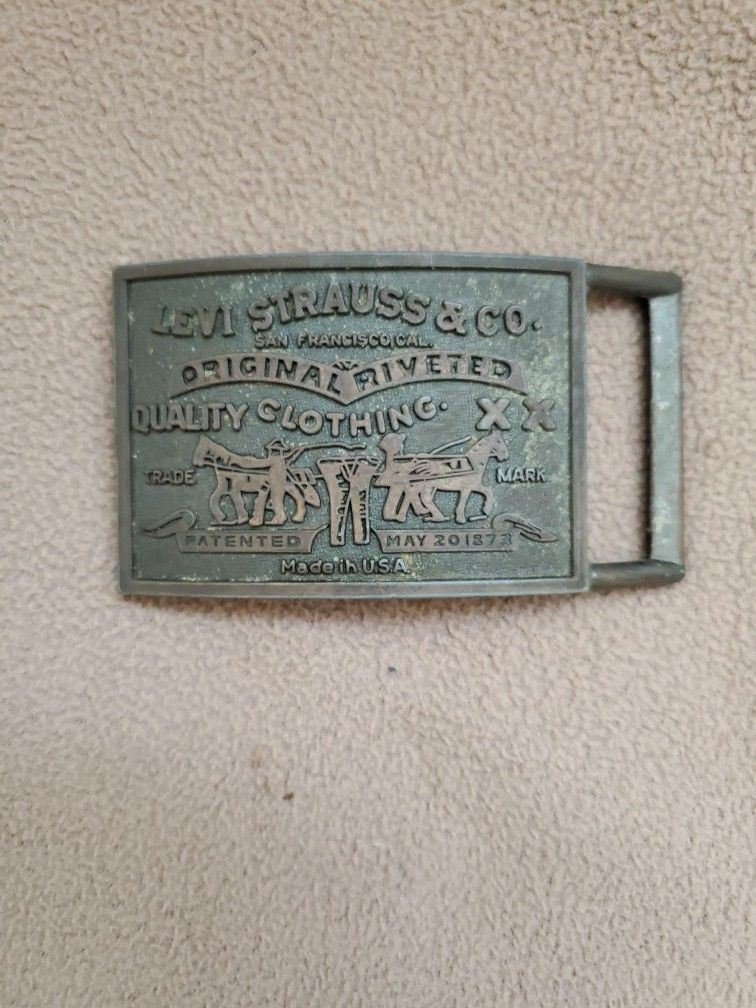 LEVI STRAUSS & CO.
SAN FRANCISCO, CAL.
ORIGINAL RIVETED
QUALITY CLOTHING. XX
TRADE MARK
PATENTED MAY 20 1873
Made in U.S.A.